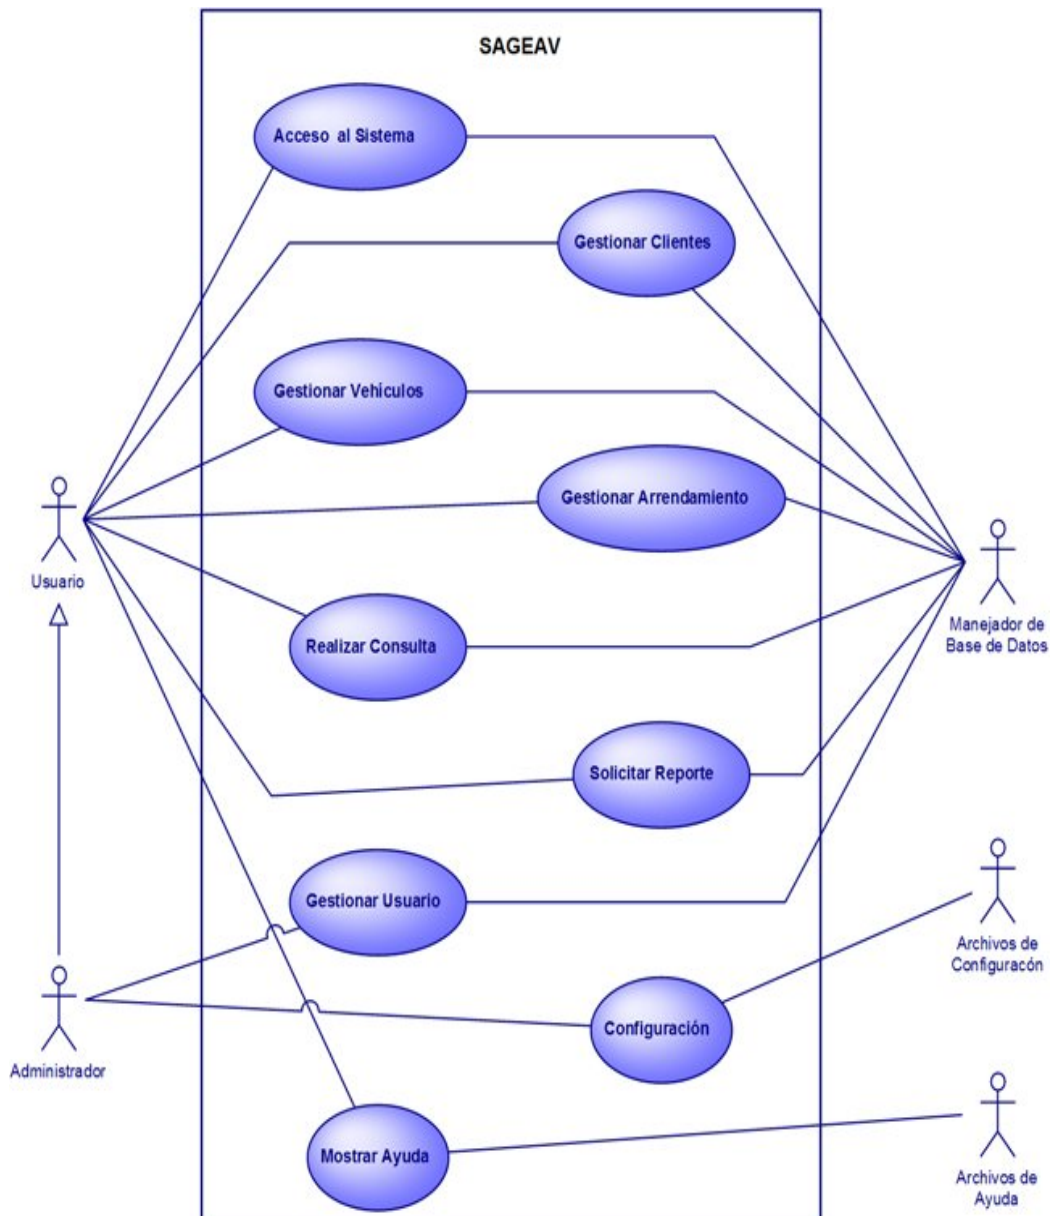 SAGEAV
Acceso al Sistema
Gestionar Clientes
Gestionar Vehículos
Gestionar Arrendamiento
Usuario
Realizar Consulta
Manejador de
Base de Datos
Solicitar Reporte
Gestionar Usuario
Archivos de
Configuracón
Configuración
Administrador
Mostrar Ayuda
Archivos de
Ayuda